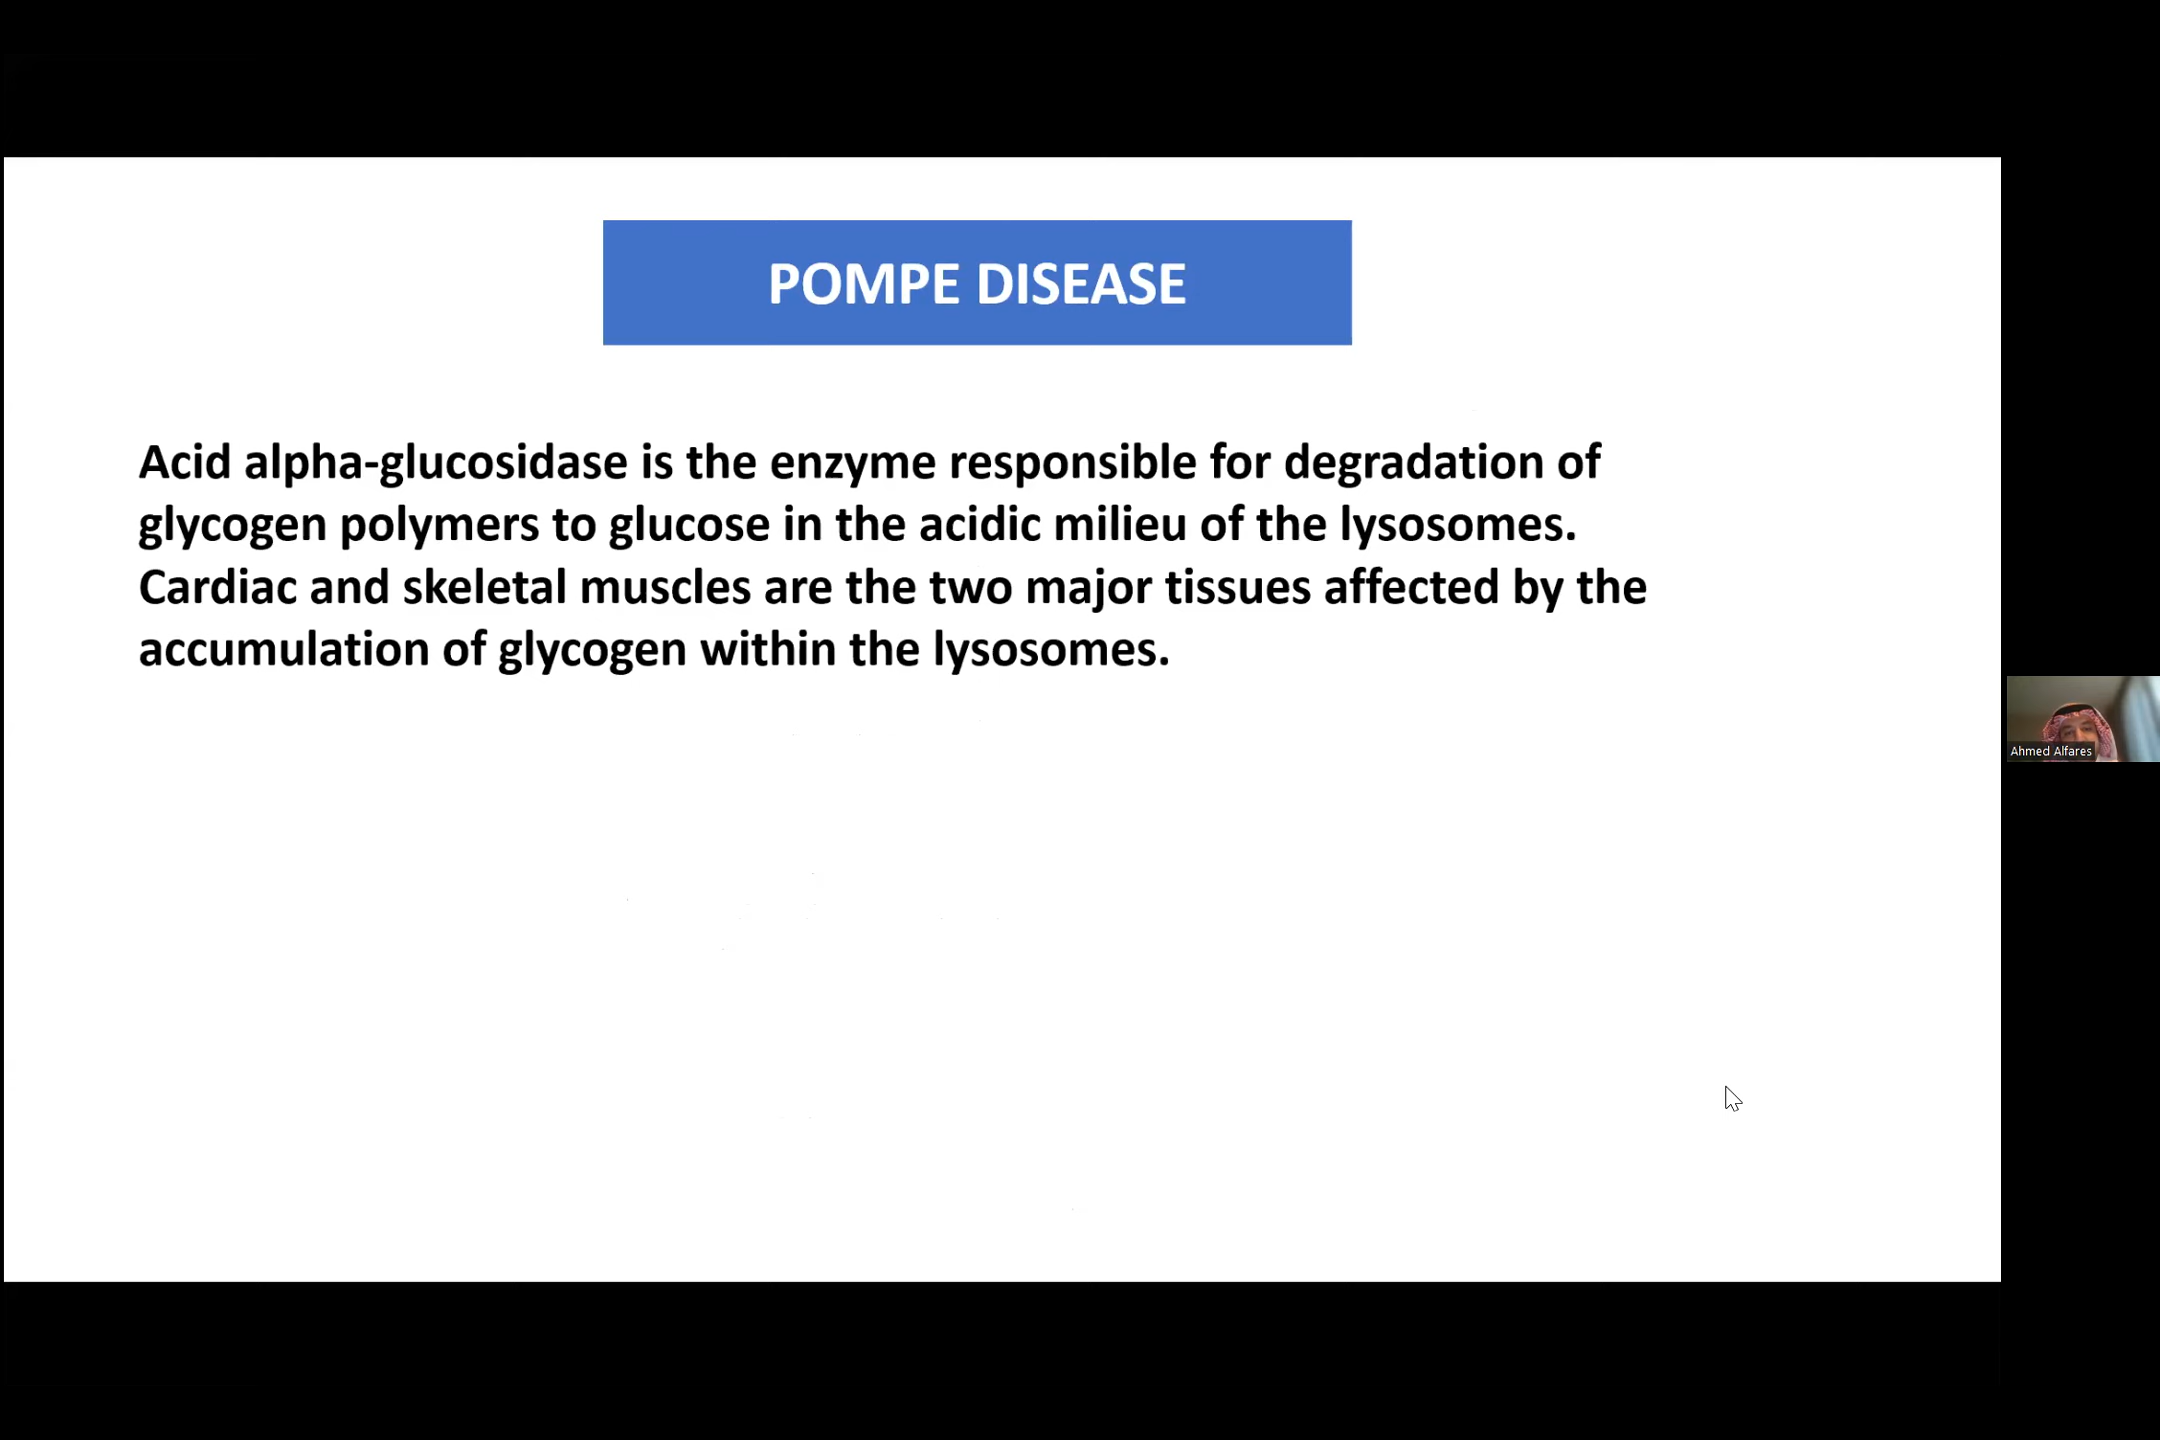 POMPE DISEASE
Acid alpha-glucosidase is the enzyme responsible for degradation of
glycogen polymers to glucose in the acidic milieu of the lysosomes.
Cardiac and skeletal muscles are the two major tissues affected by the
accumulation of glycogen within the lysosomes.
Ahmed Alfares